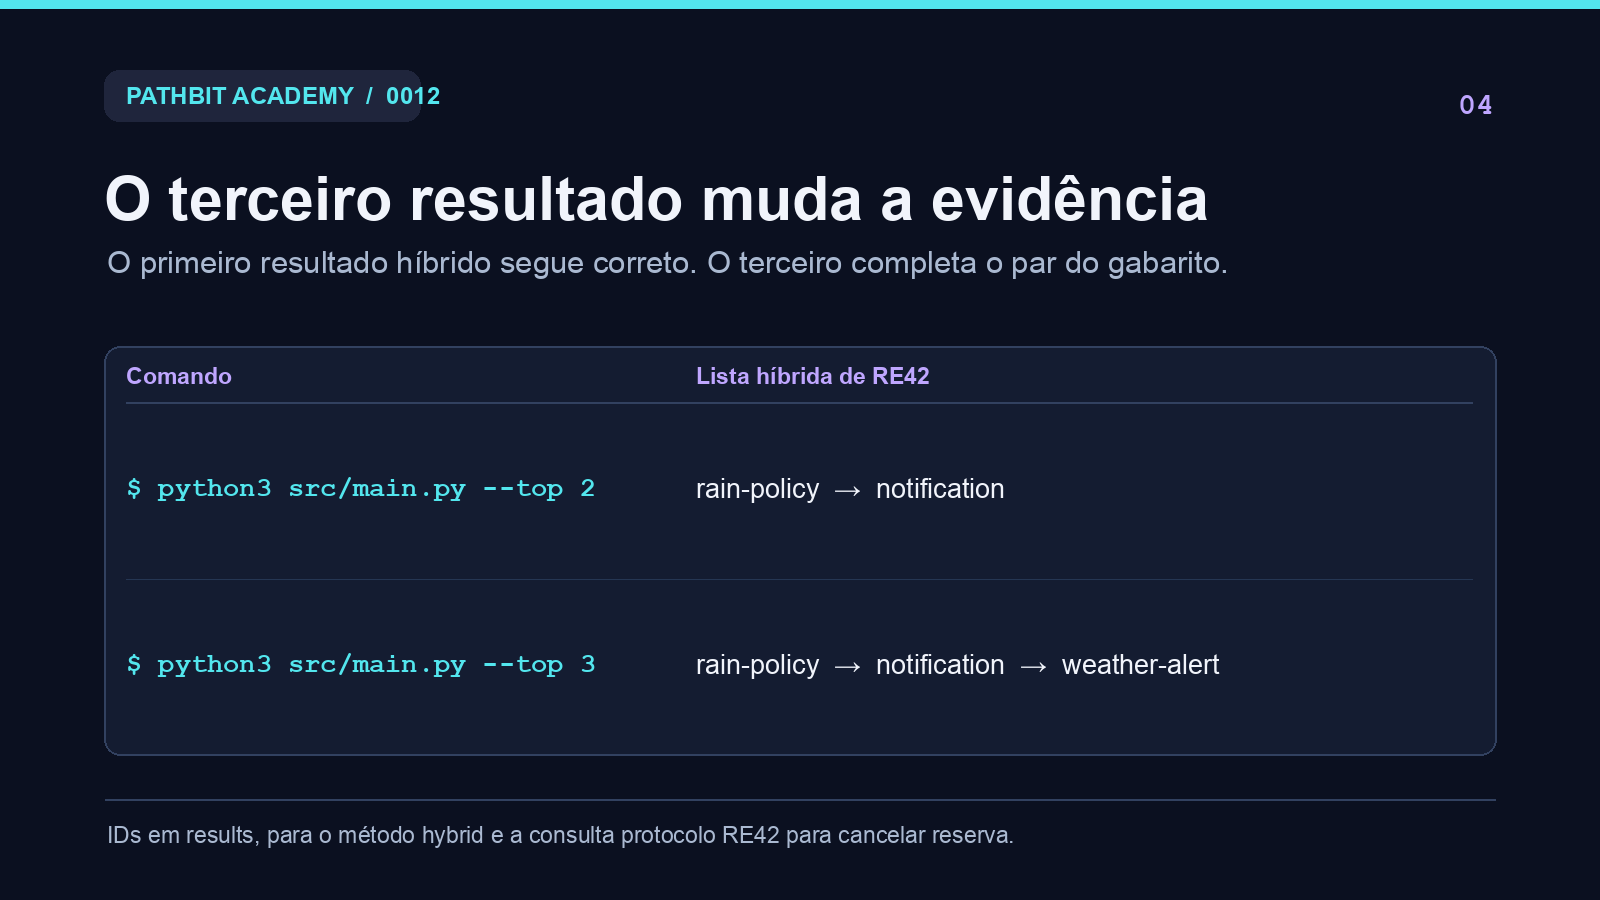 PATHBIT ACADEMY / 0012
04
O terceiro resultado muda a evidência
O primeiro resultado híbrido segue correto. O terceiro completa o par do gabarito.
Comando
Lista híbrida de RE42
$ python3 src/main.py --top 2
rain-policy → notification
$ python3 src/main.py --top 3
rain-policy → notification → weather-alert
IDs em results, para o método hybrid e a consulta protocolo RE42 para cancelar reserva.